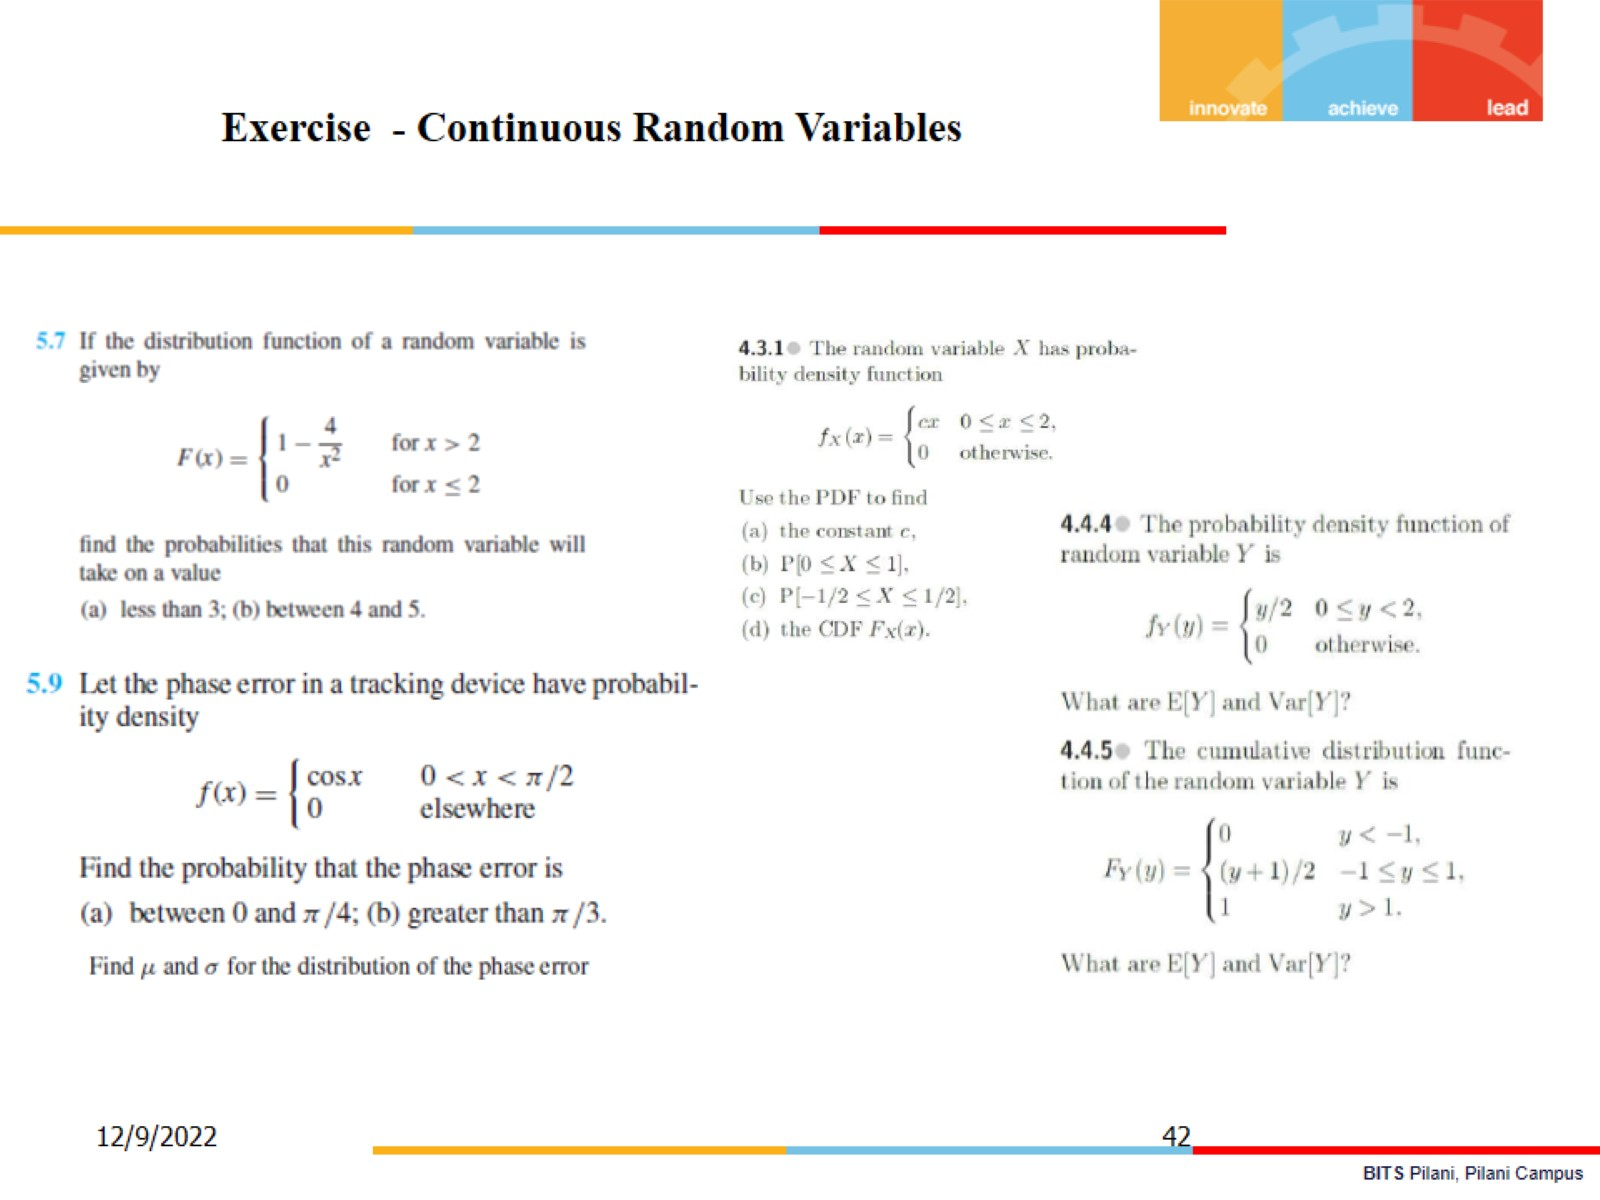 innovate achieve lead
Exercise - Continuous Random Variables
5.7 If the distribution function of a random variable is
given by
F(x) = { 1 − 4/x² for x > 2
0 for x ≤ 2
find the probabilities that this random variable will
take on a value
(a) less than 3; (b) between 4 and 5.
5.9 Let the phase error in a tracking device have probabil-
ity density
f(x) = { cos x 0 < x < π/2
0 elsewhere
Find the probability that the phase error is
(a) between 0 and π/4; (b) greater than π/3.
Find μ and σ for the distribution of the phase error
4.3.1● The random variable X has proba-
bility density function
fX(x) = { cx 0 ≤ x ≤ 2,
0 otherwise.
Use the PDF to find
(a) the constant c,
(b) P[0 ≤ X ≤ 1],
(c) P[−1/2 ≤ X ≤ 1/2],
(d) the CDF FX(x).
4.4.4● The probability density function of
random variable Y is
fY(y) = { y/2 0 ≤ y < 2,
0 otherwise.
What are E[Y] and Var[Y]?
4.4.5● The cumulative distribution func-
tion of the random variable Y is
FY(y) = { 0 y < −1,
(y + 1)/2 −1 ≤ y ≤ 1,
1 y > 1.
What are E[Y] and Var[Y]?
12/9/2022
42
BITS Pilani, Pilani Campus